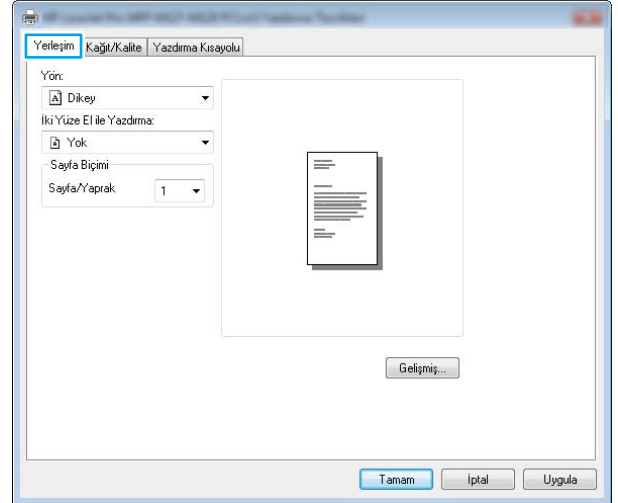 Yerleşim
Kağıt/Kalite
Yazdırma Kısayolu
Yön:
Dikey
İki Yüze El ile Yazdırma:
Yok
Sayfa Biçimi
Sayfa/Yaprak
1
Gelişmiş...
Tamam
İptal
Uygula